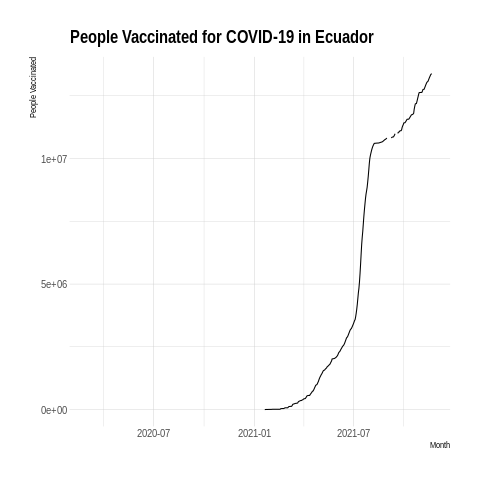 People Vaccinated for COVID-19 in Ecuador
People Vaccinated
1e+07
5e+06
0e+00
2020-07 2021-01 2021-07
Month